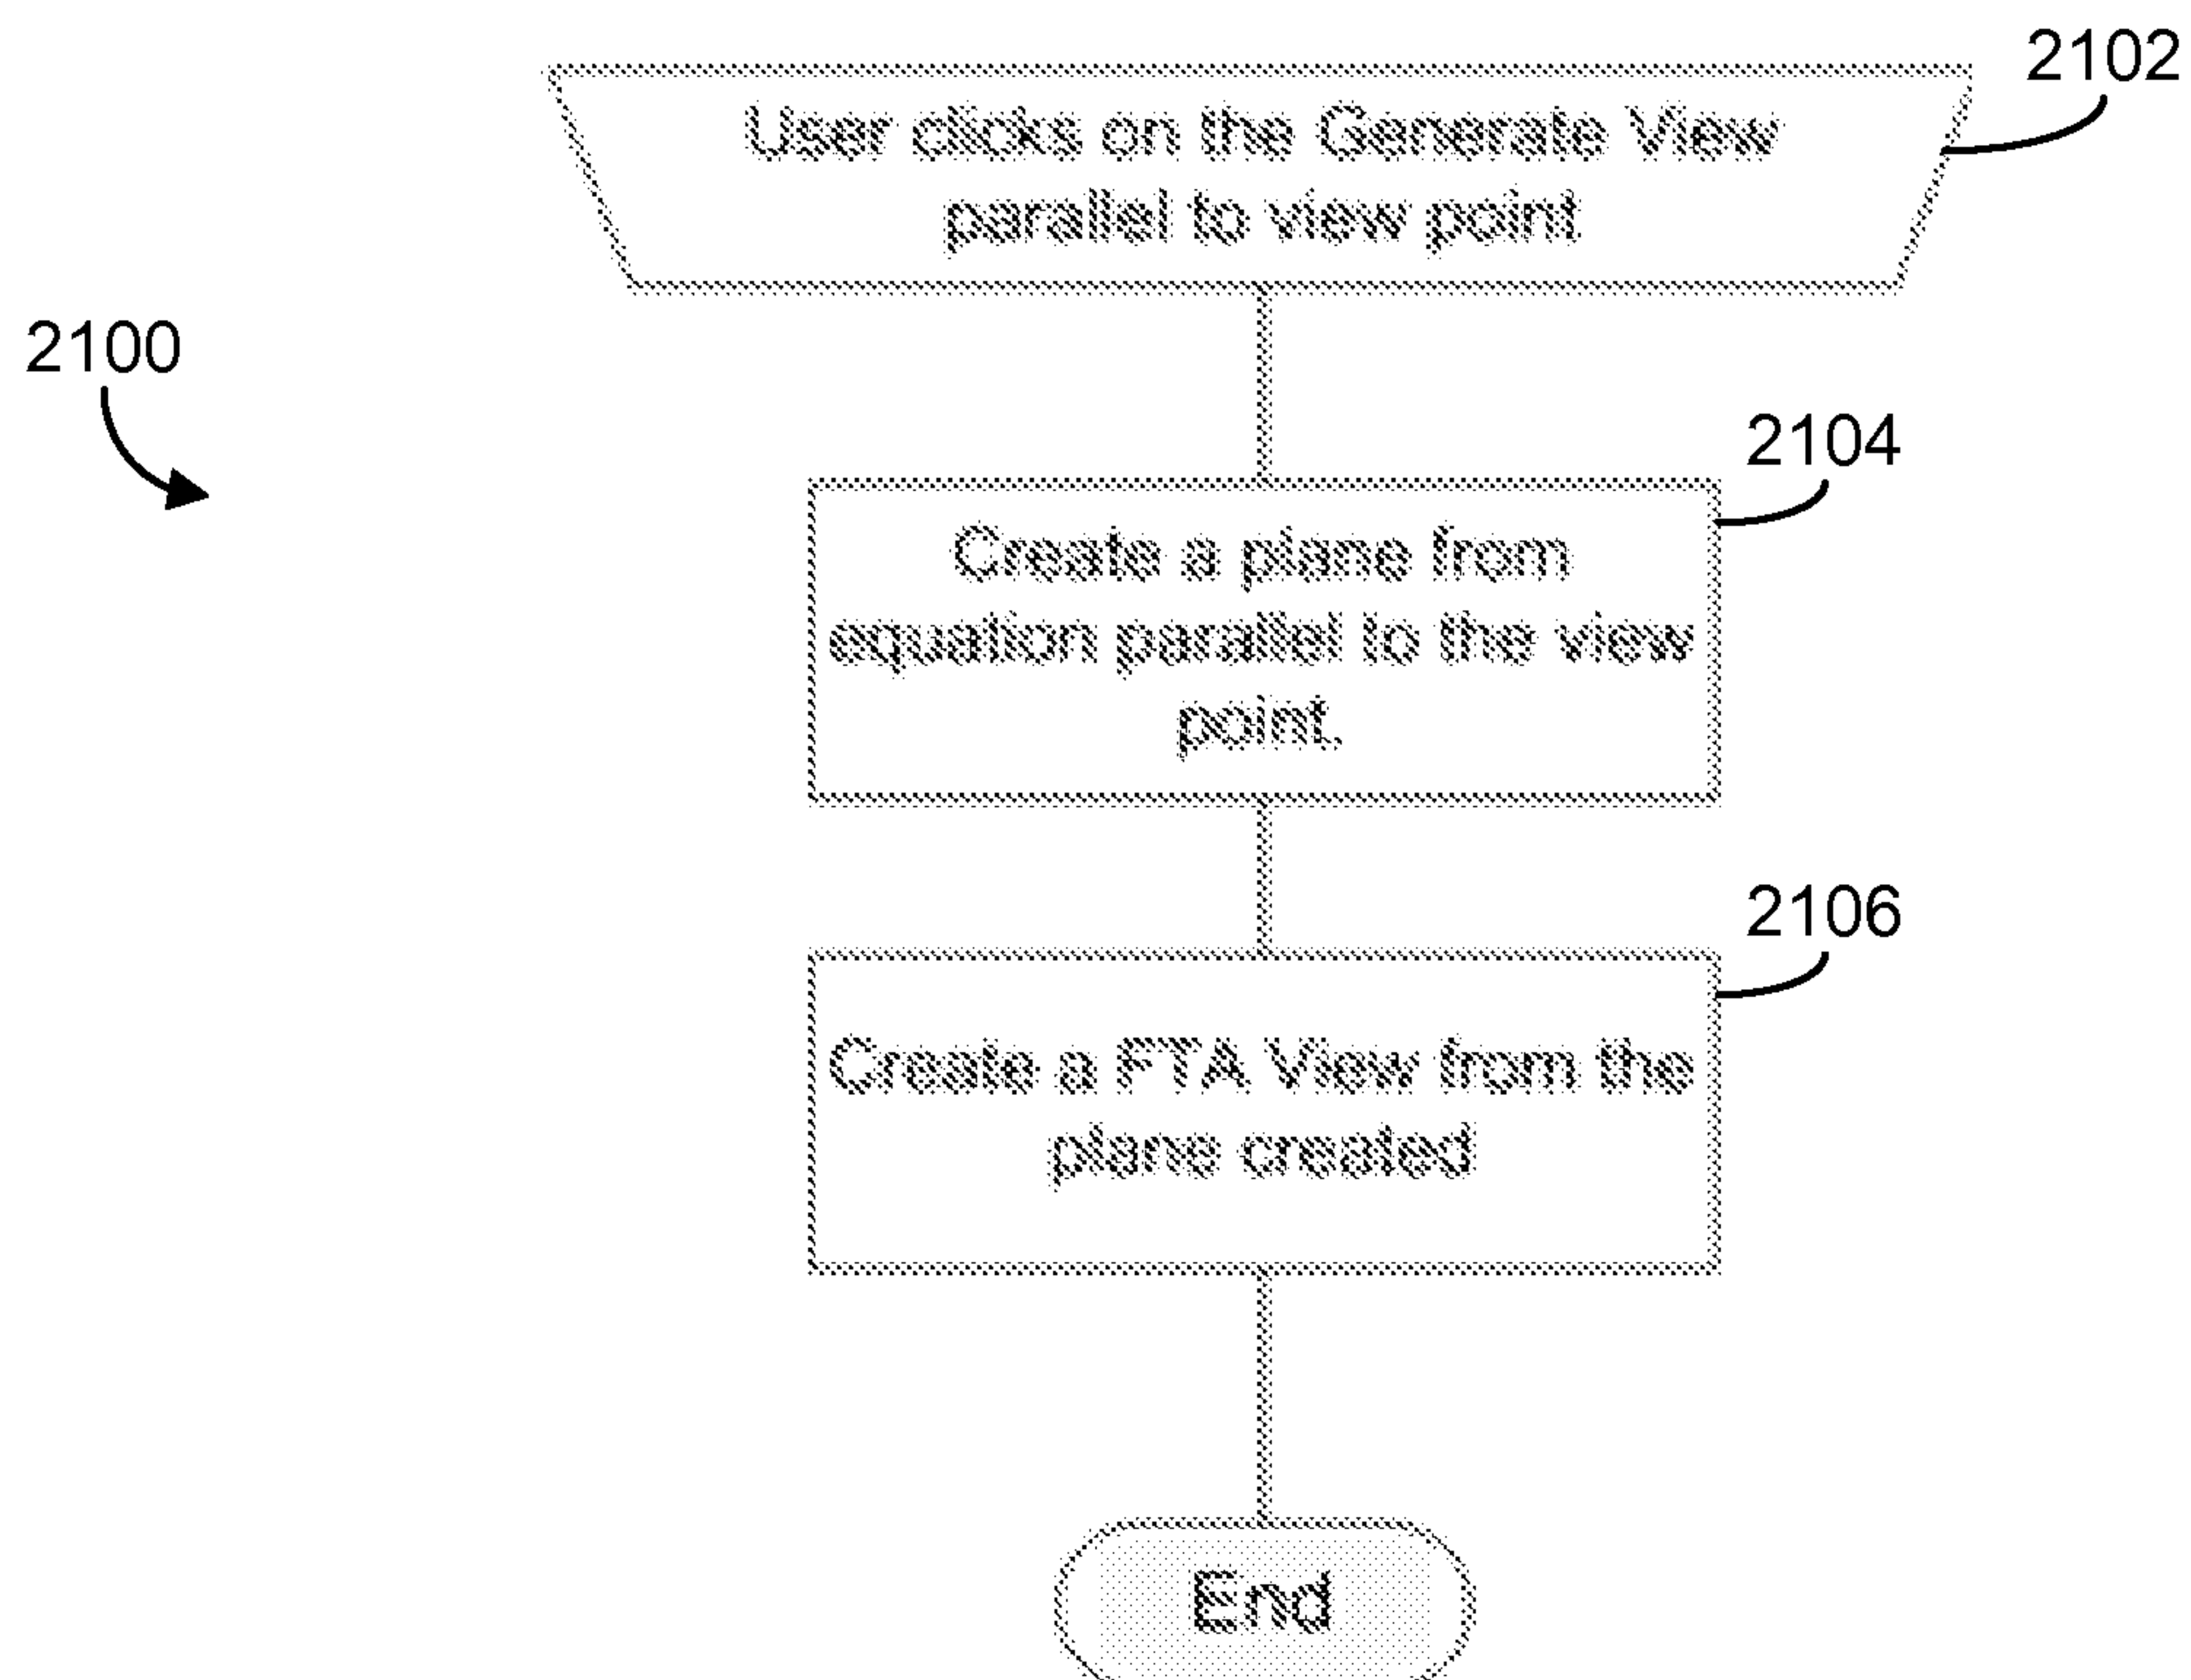 2102
User clicks on the Generate View
parallel to view point
2100
2104
Create a plane from
equation parallel to the view
point.
2106
Create a FTA View from the
plane created
End